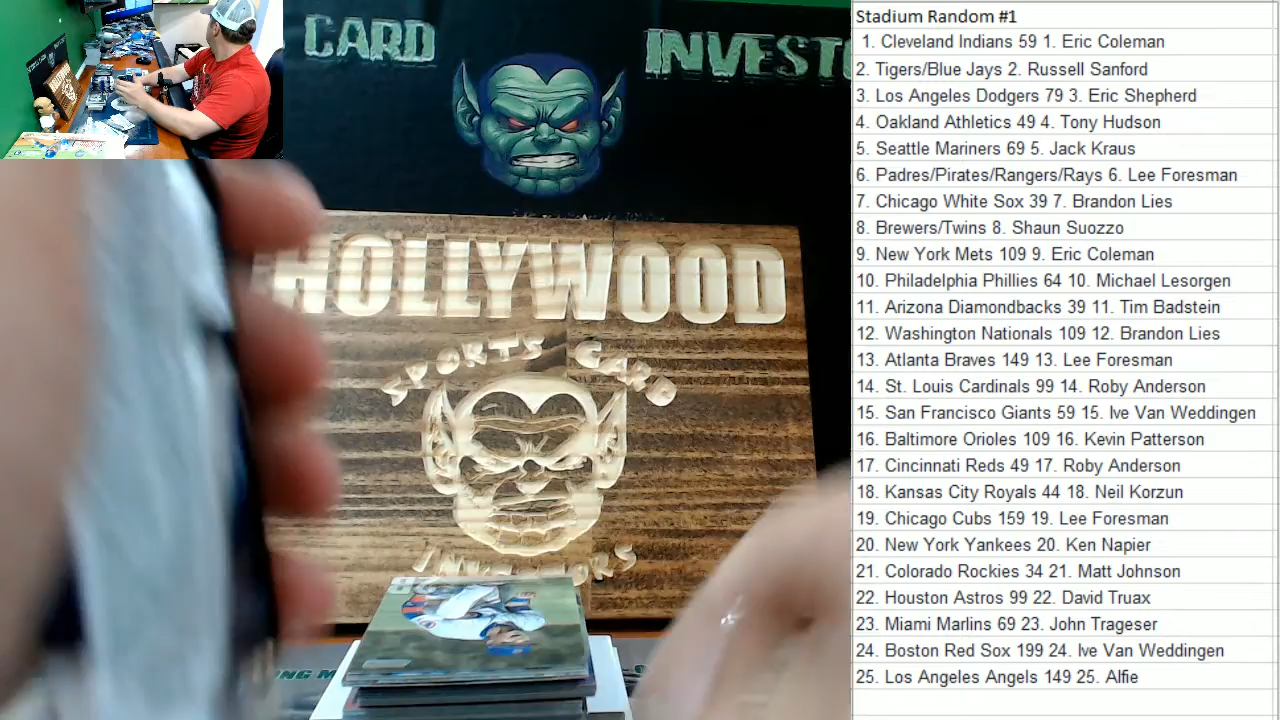 CARD INVESTO
HOLLYWOOD
SPORTS CARD
Stadium Random #1
1. Cleveland Indians 59 1. Eric Coleman
2. Tigers/Blue Jays 2. Russell Sanford
3. Los Angeles Dodgers 79 3. Eric Shepherd
4. Oakland Athletics 49 4. Tony Hudson
5. Seattle Mariners 69 5. Jack Kraus
6. Padres/Pirates/Rangers/Rays 6. Lee Foresman
7. Chicago White Sox 39 7. Brandon Lies
8. Brewers/Twins 8. Shaun Suozzo
9. New York Mets 109 9. Eric Coleman
10. Philadelphia Phillies 64 10. Michael Lesorgen
11. Arizona Diamondbacks 39 11. Tim Badstein
12. Washington Nationals 109 12. Brandon Lies
13. Atlanta Braves 149 13. Lee Foresman
14. St. Louis Cardinals 99 14. Roby Anderson
15. San Francisco Giants 59 15. Ive Van Weddingen
16. Baltimore Orioles 109 16. Kevin Patterson
17. Cincinnati Reds 49 17. Roby Anderson
18. Kansas City Royals 44 18. Neil Korzun
19. Chicago Cubs 159 19. Lee Foresman
20. New York Yankees 20. Ken Napier
21. Colorado Rockies 34 21. Matt Johnson
22. Houston Astros 99 22. David Truax
23. Miami Marlins 69 23. John Trageser
24. Boston Red Sox 199 24. Ive Van Weddingen
25. Los Angeles Angels 149 25. Alfie